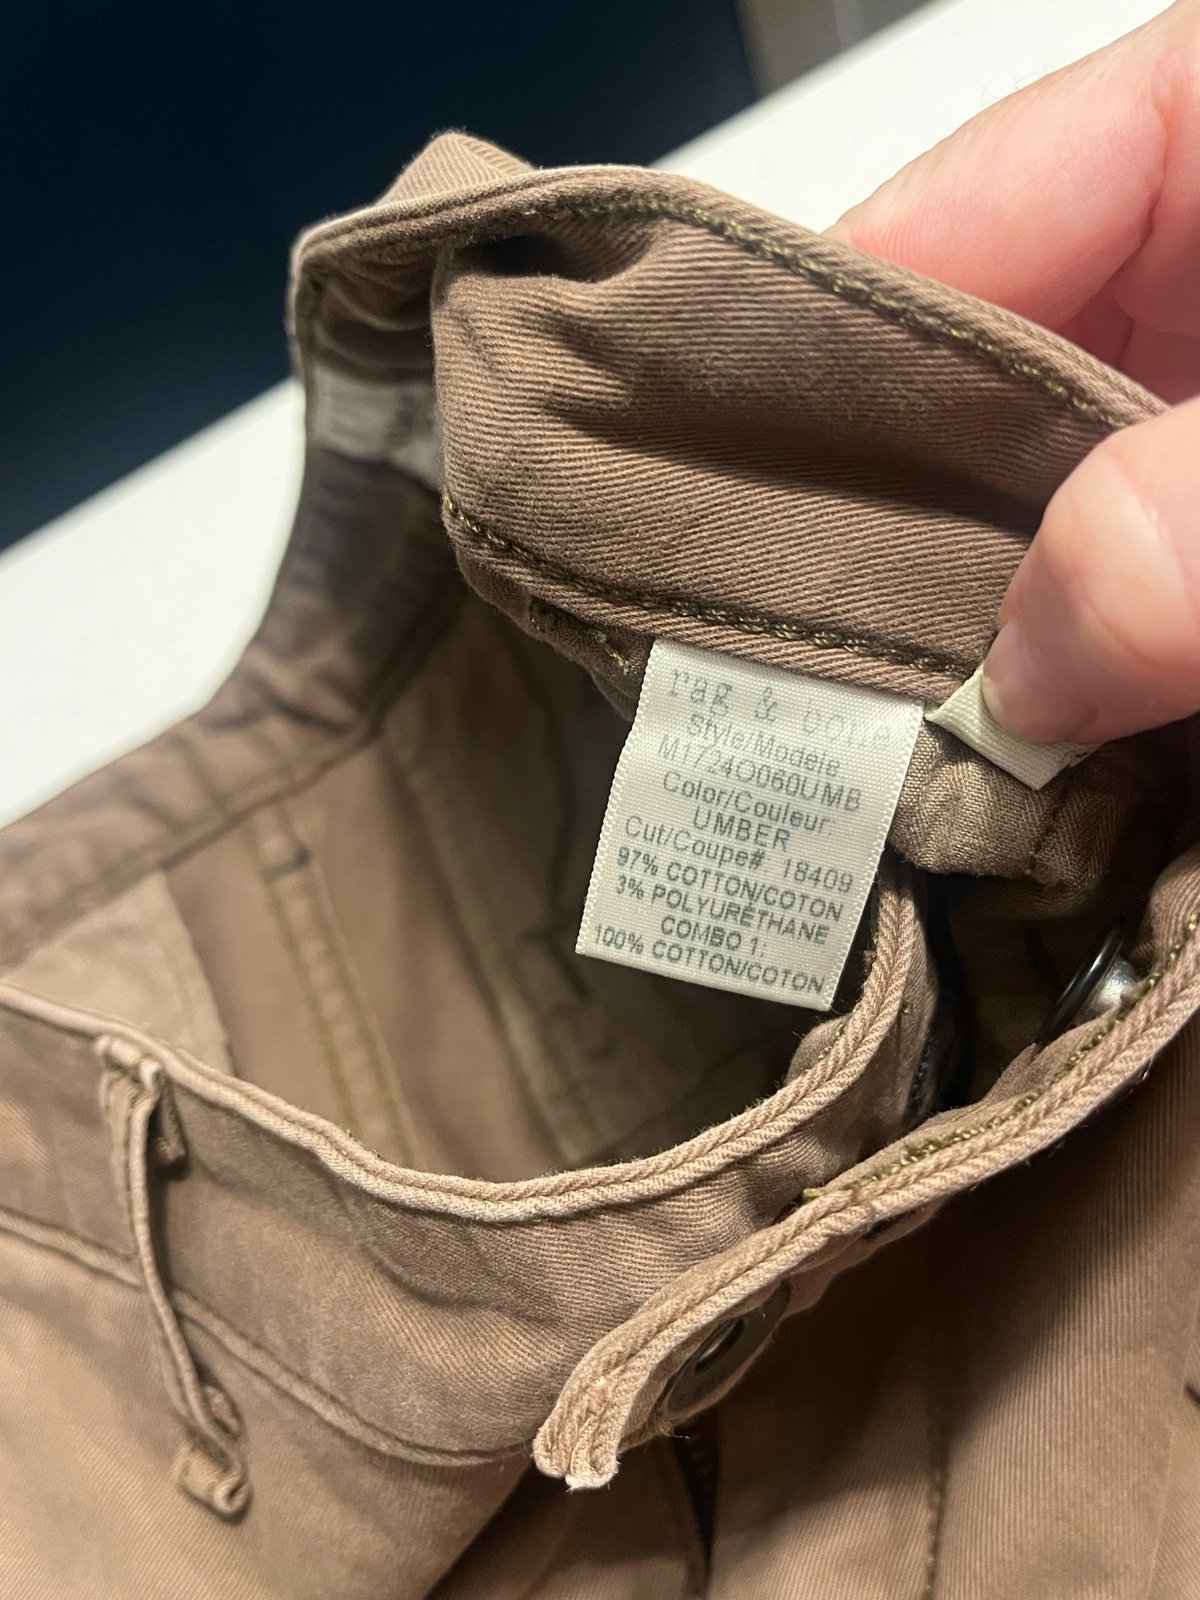 rag & bone
Style/Modèle
M1724O060UMB
Color/Couleur:
UMBER
Cut/Coupe# 18409
97% COTTON/COTON
3% POLYURÉTHANE
COMBO 1:
100% COTTON/COTON